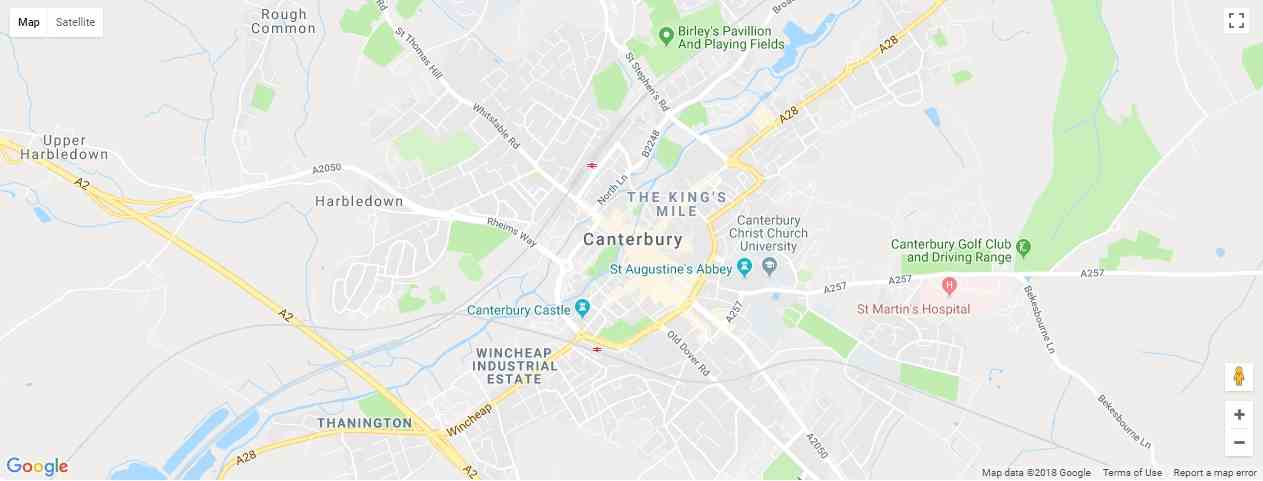 Map
Satellite
Rough
Common
St Thomas Hill
Birley's Pavillion
And Playing Fields
St Stephen's Rd
A28
A28
Whitstable Rd
B2248
Upper
Harbledown
A2
A2050
Harbledown
North Ln
THE KING'S
MILE
Rheims Way
Canterbury
Canterbury
Christ Church
University
Canterbury Golf Club
and Driving Range
St Augustine's Abbey
A257
A257
A257
A257
St Martin's Hospital
H
Canterbury Castle
A2
Old Dover Rd
Bekesbourne Ln
WINCHEAP
INDUSTRIAL
ESTATE
THANINGTON
Wincheap
Bekesbourne Ln
A28
A2
A2050
Google
Map data ©2018 Google
Terms of Use
Report a map error